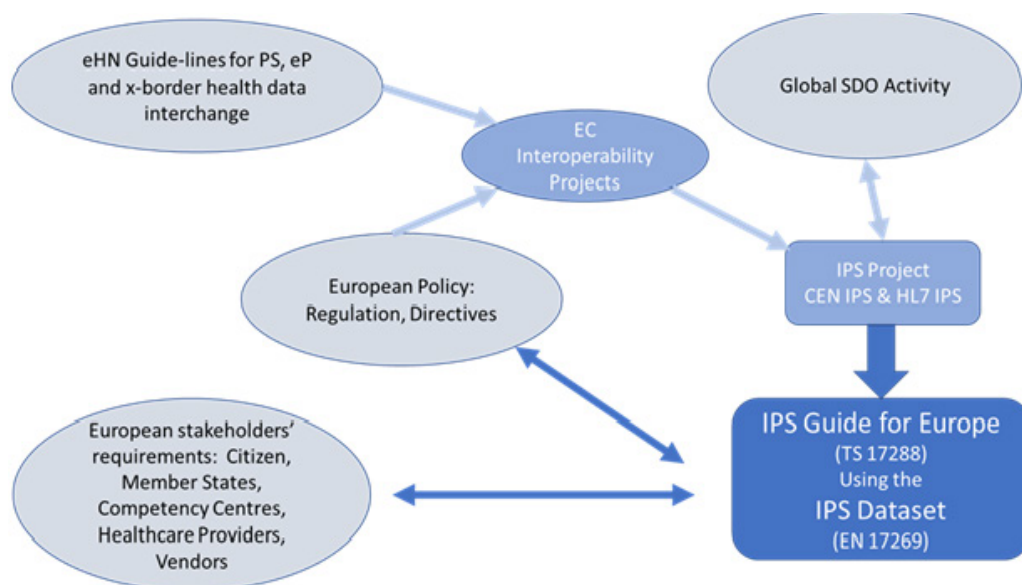 eHN Guide-lines for PS, eP
and x-border health data
interchange
Global SDO Activity
EC
Interoperability
Projects
IPS Project
CEN IPS & HL7 IPS
European Policy:
Regulation, Directives
European stakeholders’
requirements: Citizen,
Member States,
Competency Centres,
Healthcare Providers,
Vendors
IPS Guide for Europe
(TS 17288)
Using the
IPS Dataset
(EN 17269)